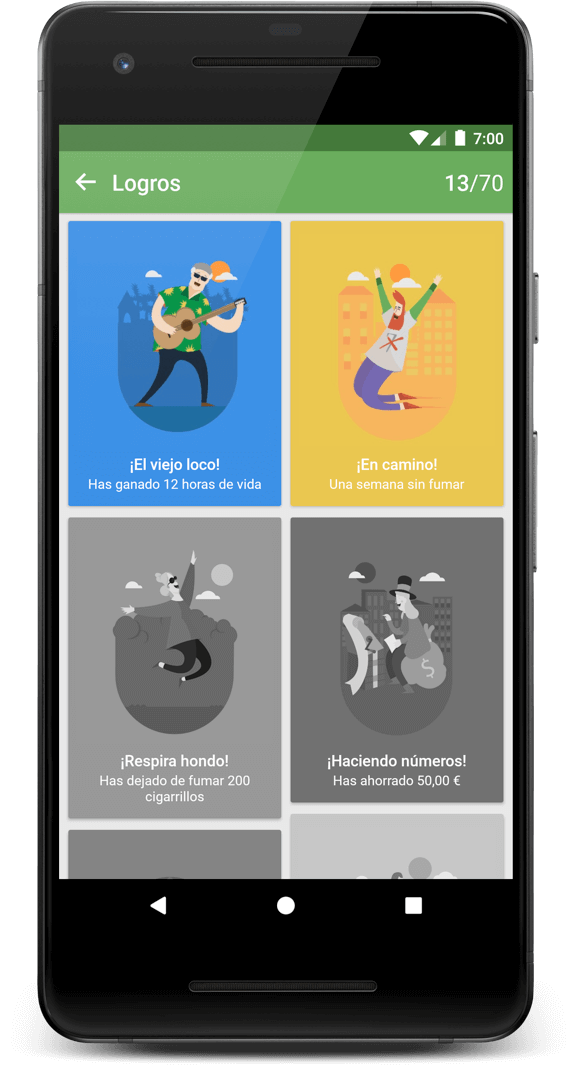 7:00
Logros
13/70
¡El viejo loco!
Has ganado 12 horas de vida
¡En camino!
Una semana sin fumar
¡Respira hondo!
Has dejado de fumar 200
cigarrillos
¡Haciendo números!
Has ahorrado 50,00 €